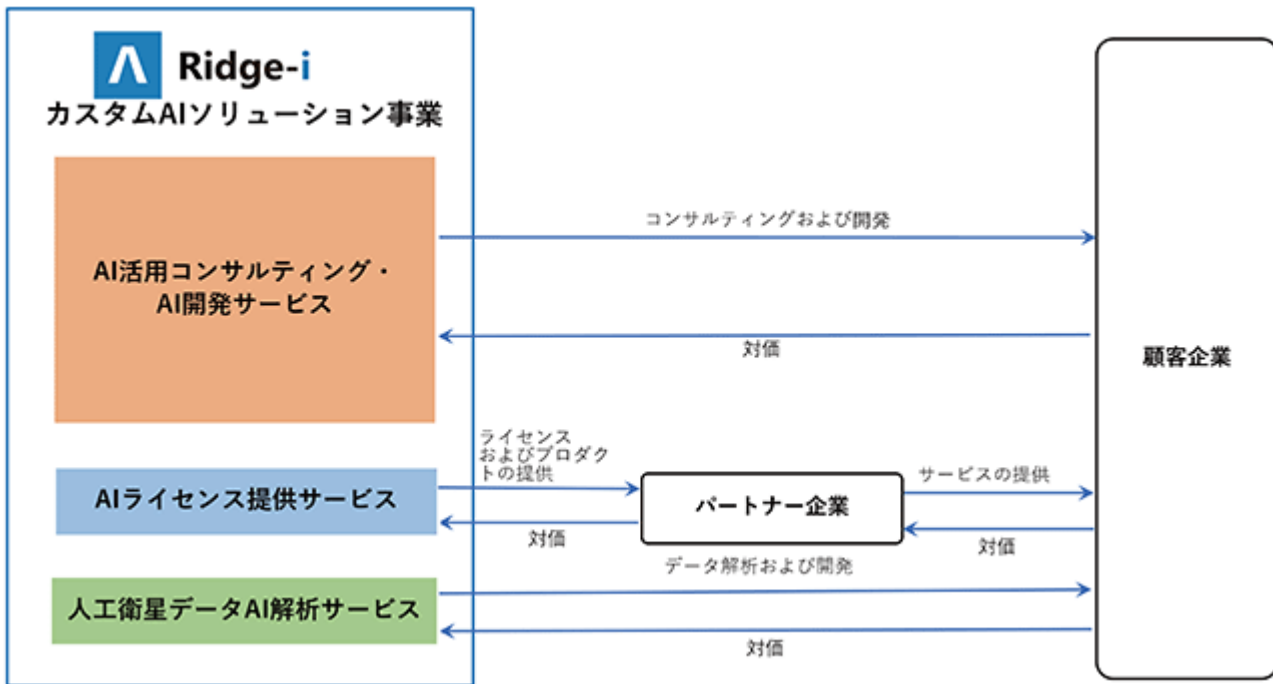 Ridge-i
カスタムAIソリューション事業
AI活用コンサルティング・
AI開発サービス
コンサルティングおよび開発
対価
顧客企業
ライセンス
およびプロダク
トの提供
AIライセンス提供サービス
対価
パートナー企業
サービスの提供
対価
データ解析および開発
人工衛星データAI解析サービス
対価